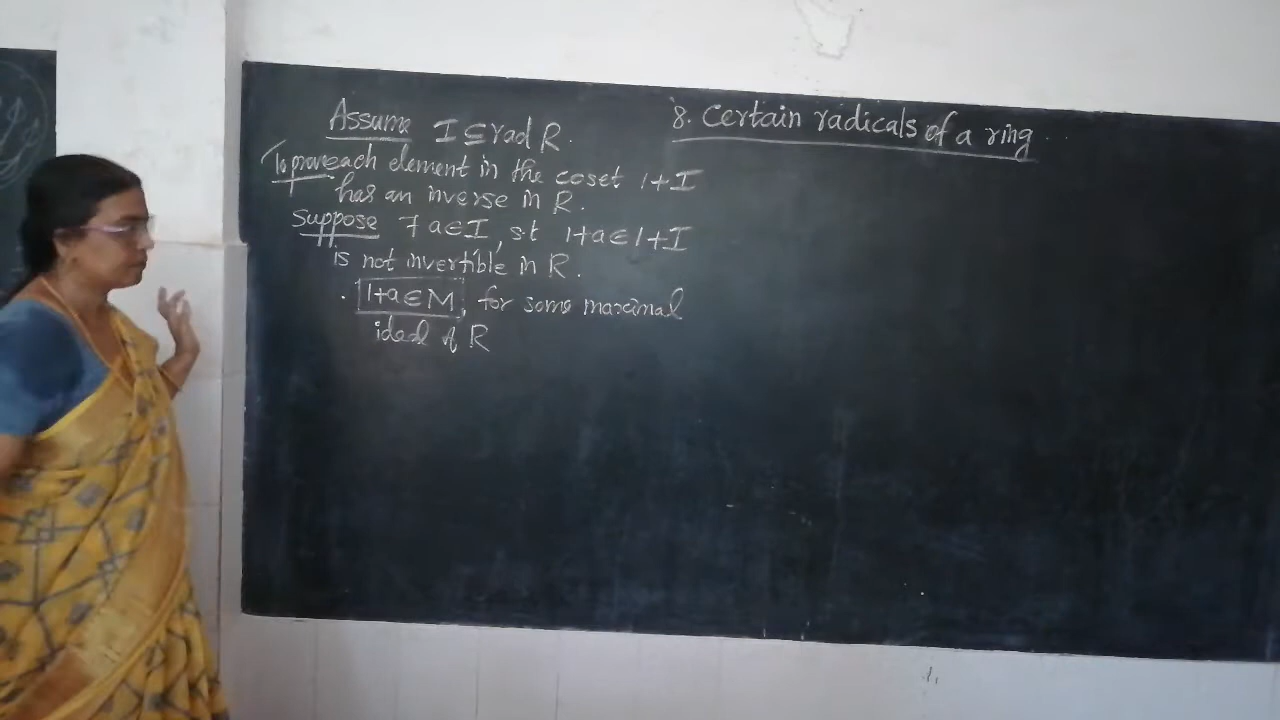 8. Certain radicals of a ring
Assume I ⊆ rad R.
To prove each element in the coset 1+I
has an inverse in R.
Suppose ∃ a∈I, s.t 1+a∈1+I
is not invertible in R.
. 1+a∈M, for some maximal
ideal of R